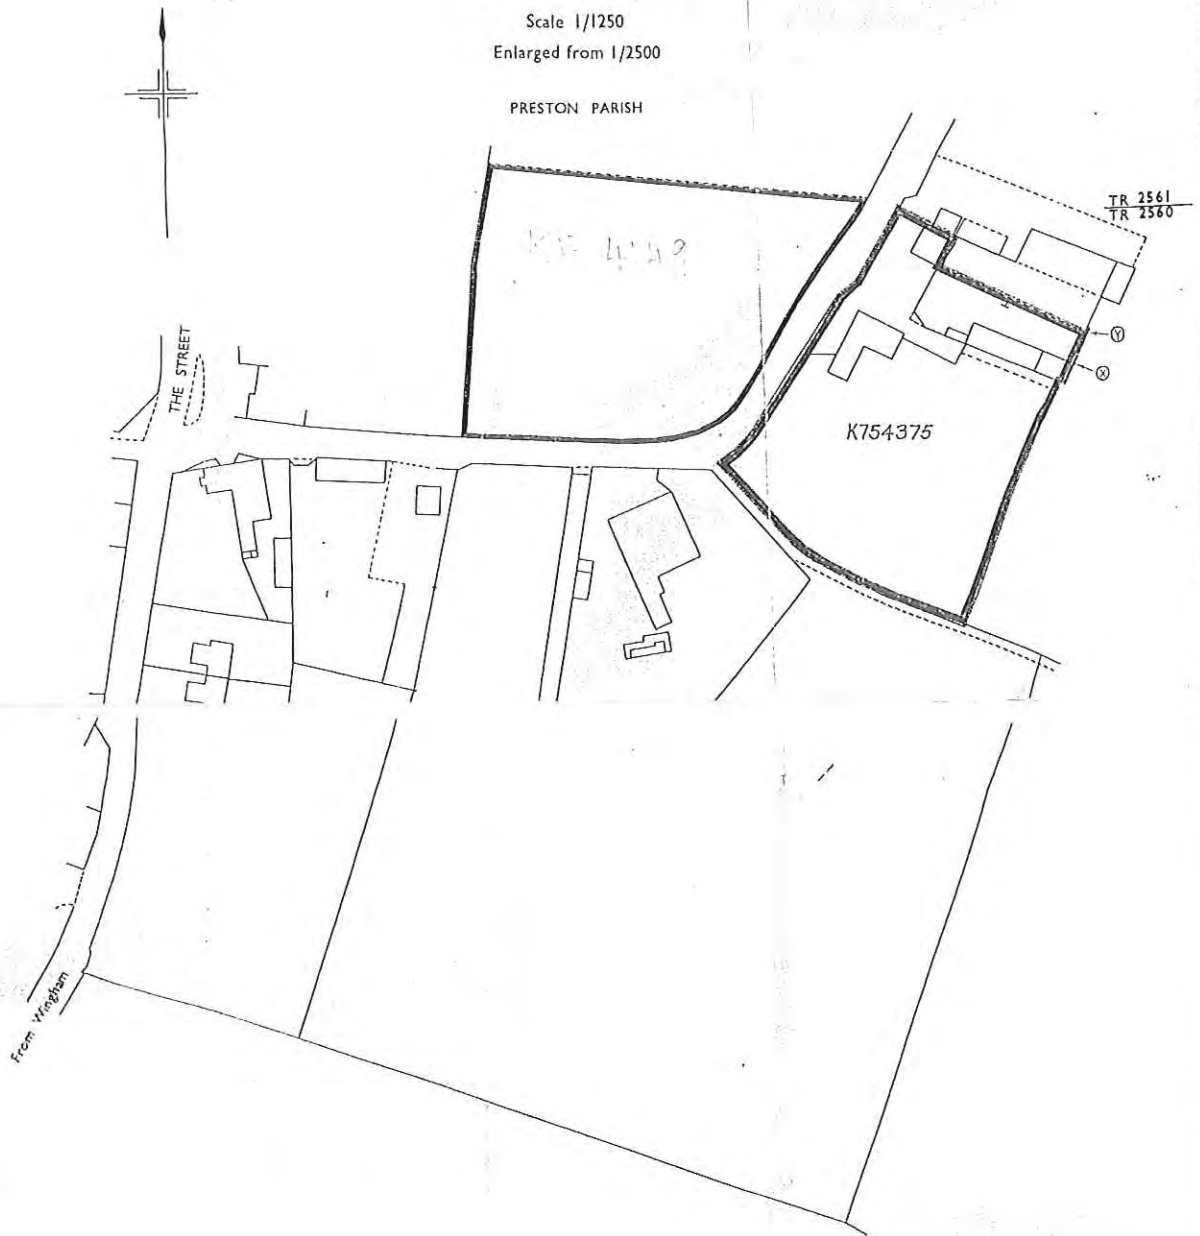 Scale 1/1250
Enlarged from 1/2500
PRESTON PARISH
TR 2561
TR 2560
THE STREET
Y
X
K754375
From Wingham